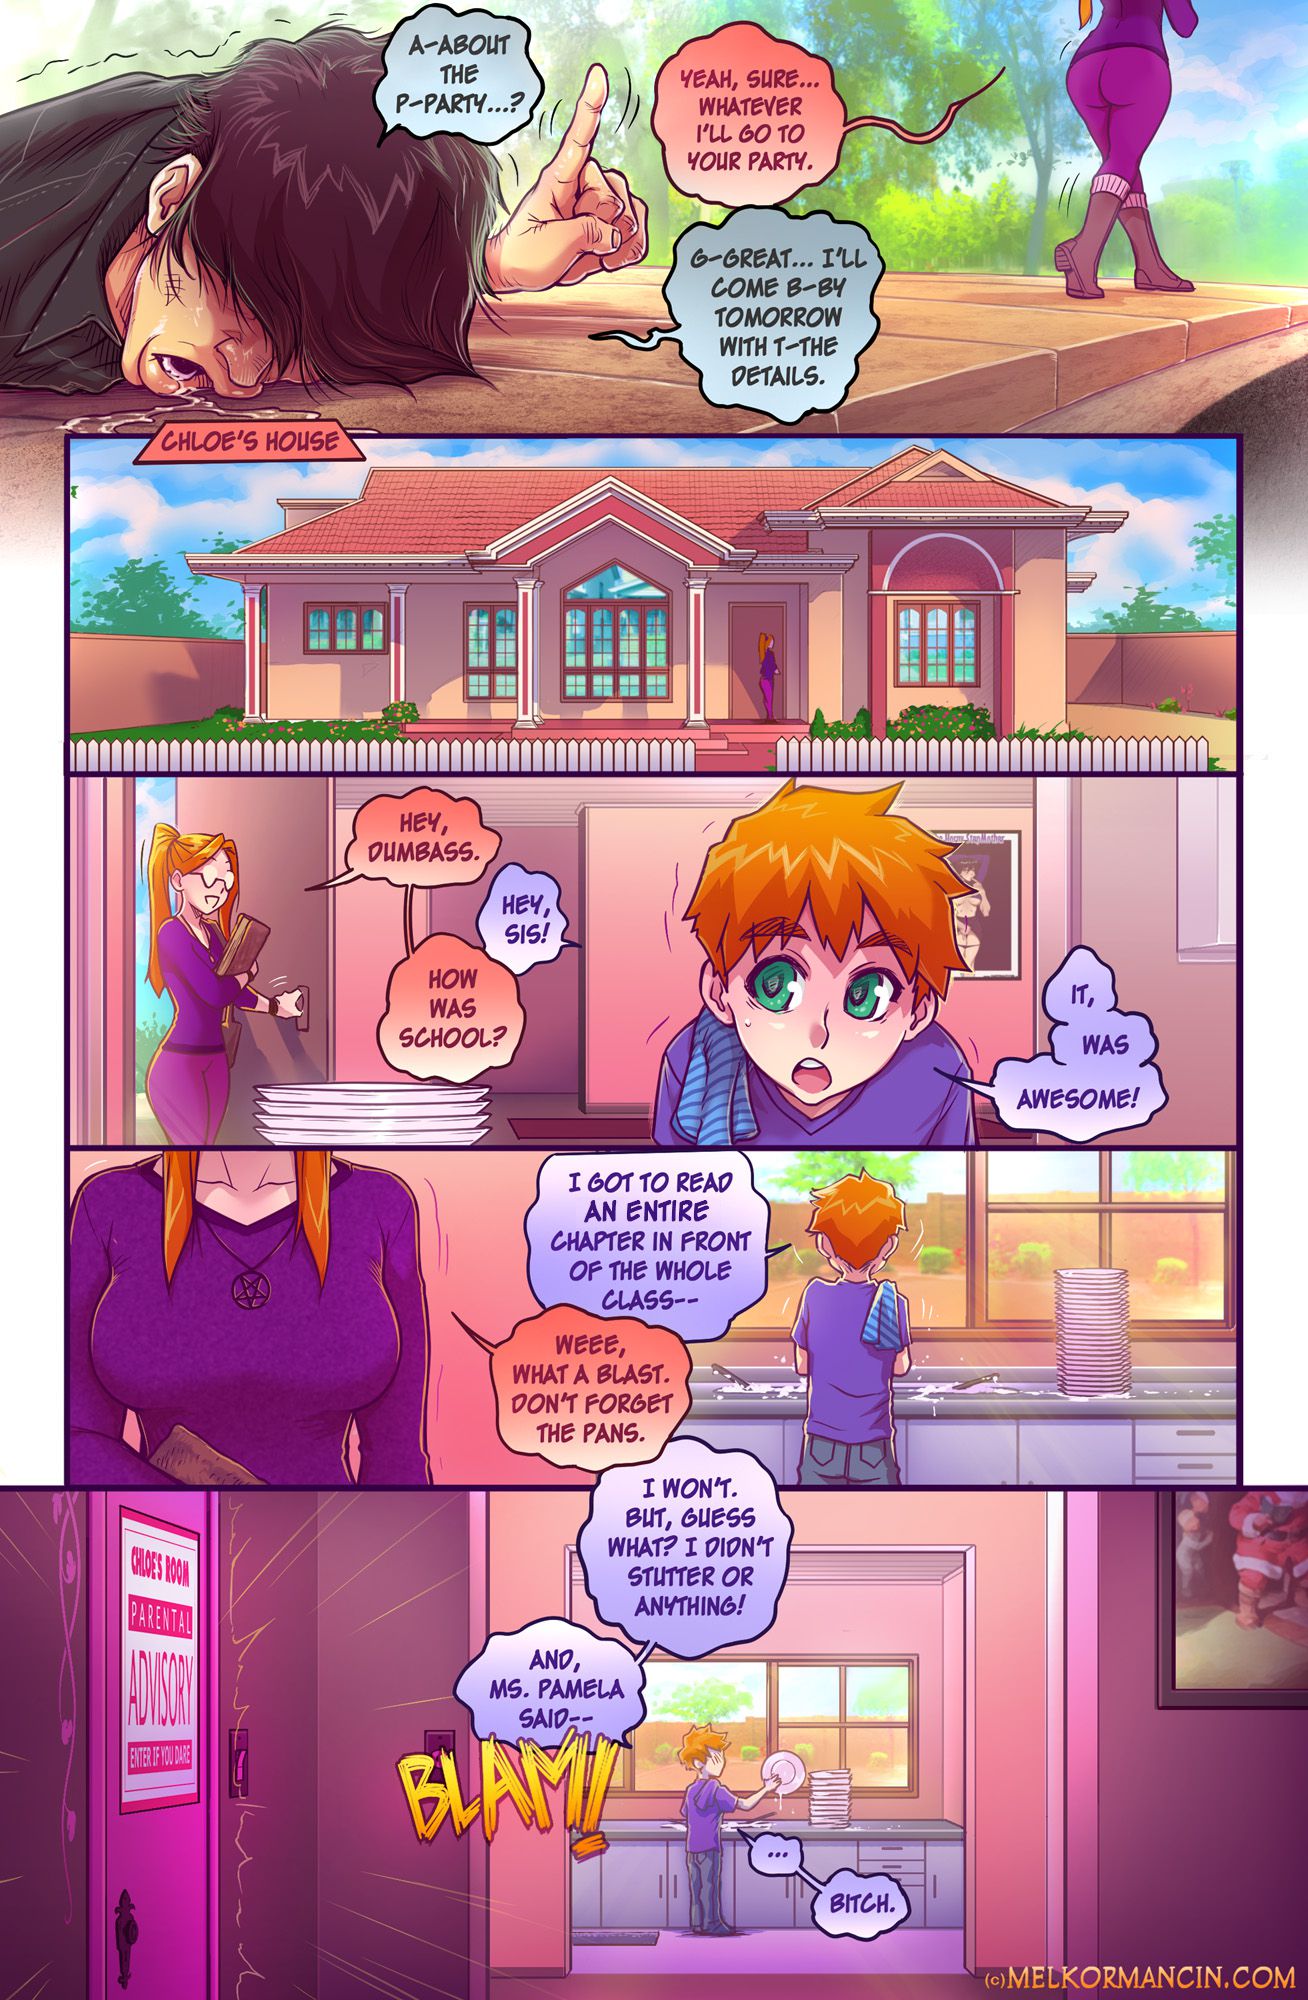 A-ABOUT
THE
P-PARTY...?
YEAH, SURE...
WHATEVER
I'LL GO TO
YOUR PARTY.
G-GREAT... I'LL
COME B-BY
TOMORROW
WITH T-THE
DETAILS.
CHLOE'S HOUSE
HEY,
DUMBASS.
HEY,
SIS!
HOW
WAS
SCHOOL?
Horny StepMother
IT,
WAS
AWESOME!
I GOT TO READ
AN ENTIRE
CHAPTER IN FRONT
OF THE WHOLE
CLASS--
WEEE,
WHAT A BLAST.
DON'T FORGET
THE PANS.
I WON'T.
BUT, GUESS
WHAT? I DIDN'T
STUTTER OR
ANYTHING!
AND,
MS. PAMELA
SAID--
CHLOE'S ROOM
PARENTAL
ADVISORY
ENTER IF YOU DARE
BLAM!!
...
BITCH.
(C)MELKORMANCIN.COM